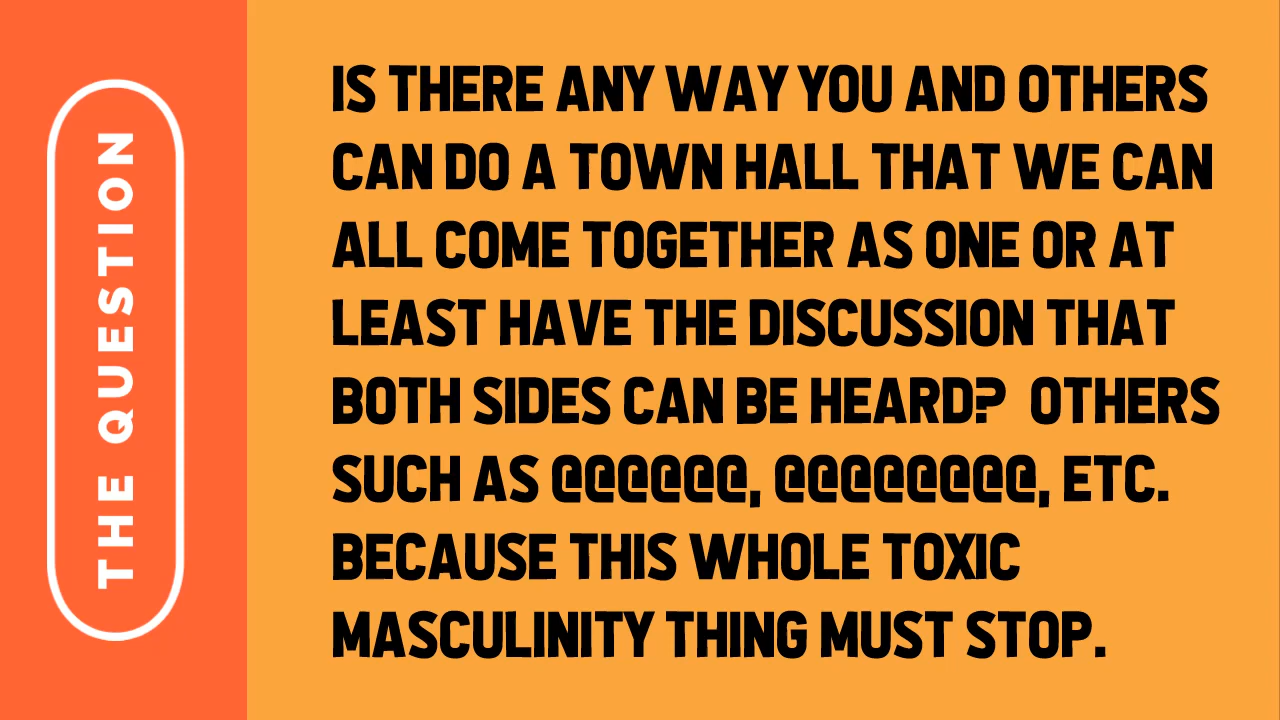 THE QUESTION
IS THERE ANY WAY YOU AND OTHERS
CAN DO A TOWN HALL THAT WE CAN
ALL COME TOGETHER AS ONE OR AT
LEAST HAVE THE DISCUSSION THAT
BOTH SIDES CAN BE HEARD? OTHERS
SUCH AS @@@@@@, @@@@@@@@, ETC.
BECAUSE THIS WHOLE TOXIC
MASCULINITY THING MUST STOP.